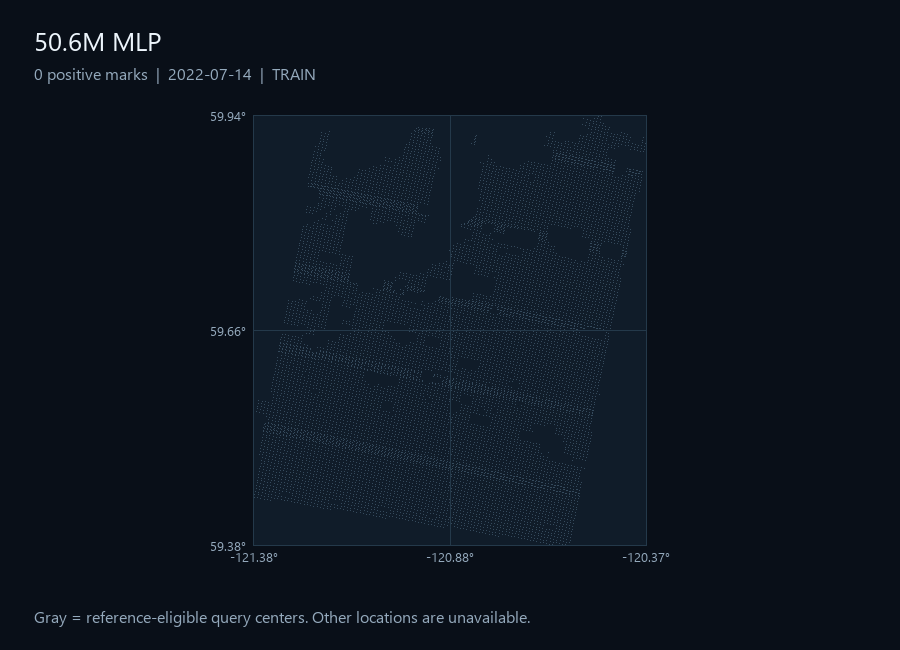 50.6M MLP
0 positive marks | 2022-07-14 | TRAIN
59.94°
59.66°
59.38°
-121.38°
-120.88°
-120.37°
Gray = reference-eligible query centers. Other locations are unavailable.